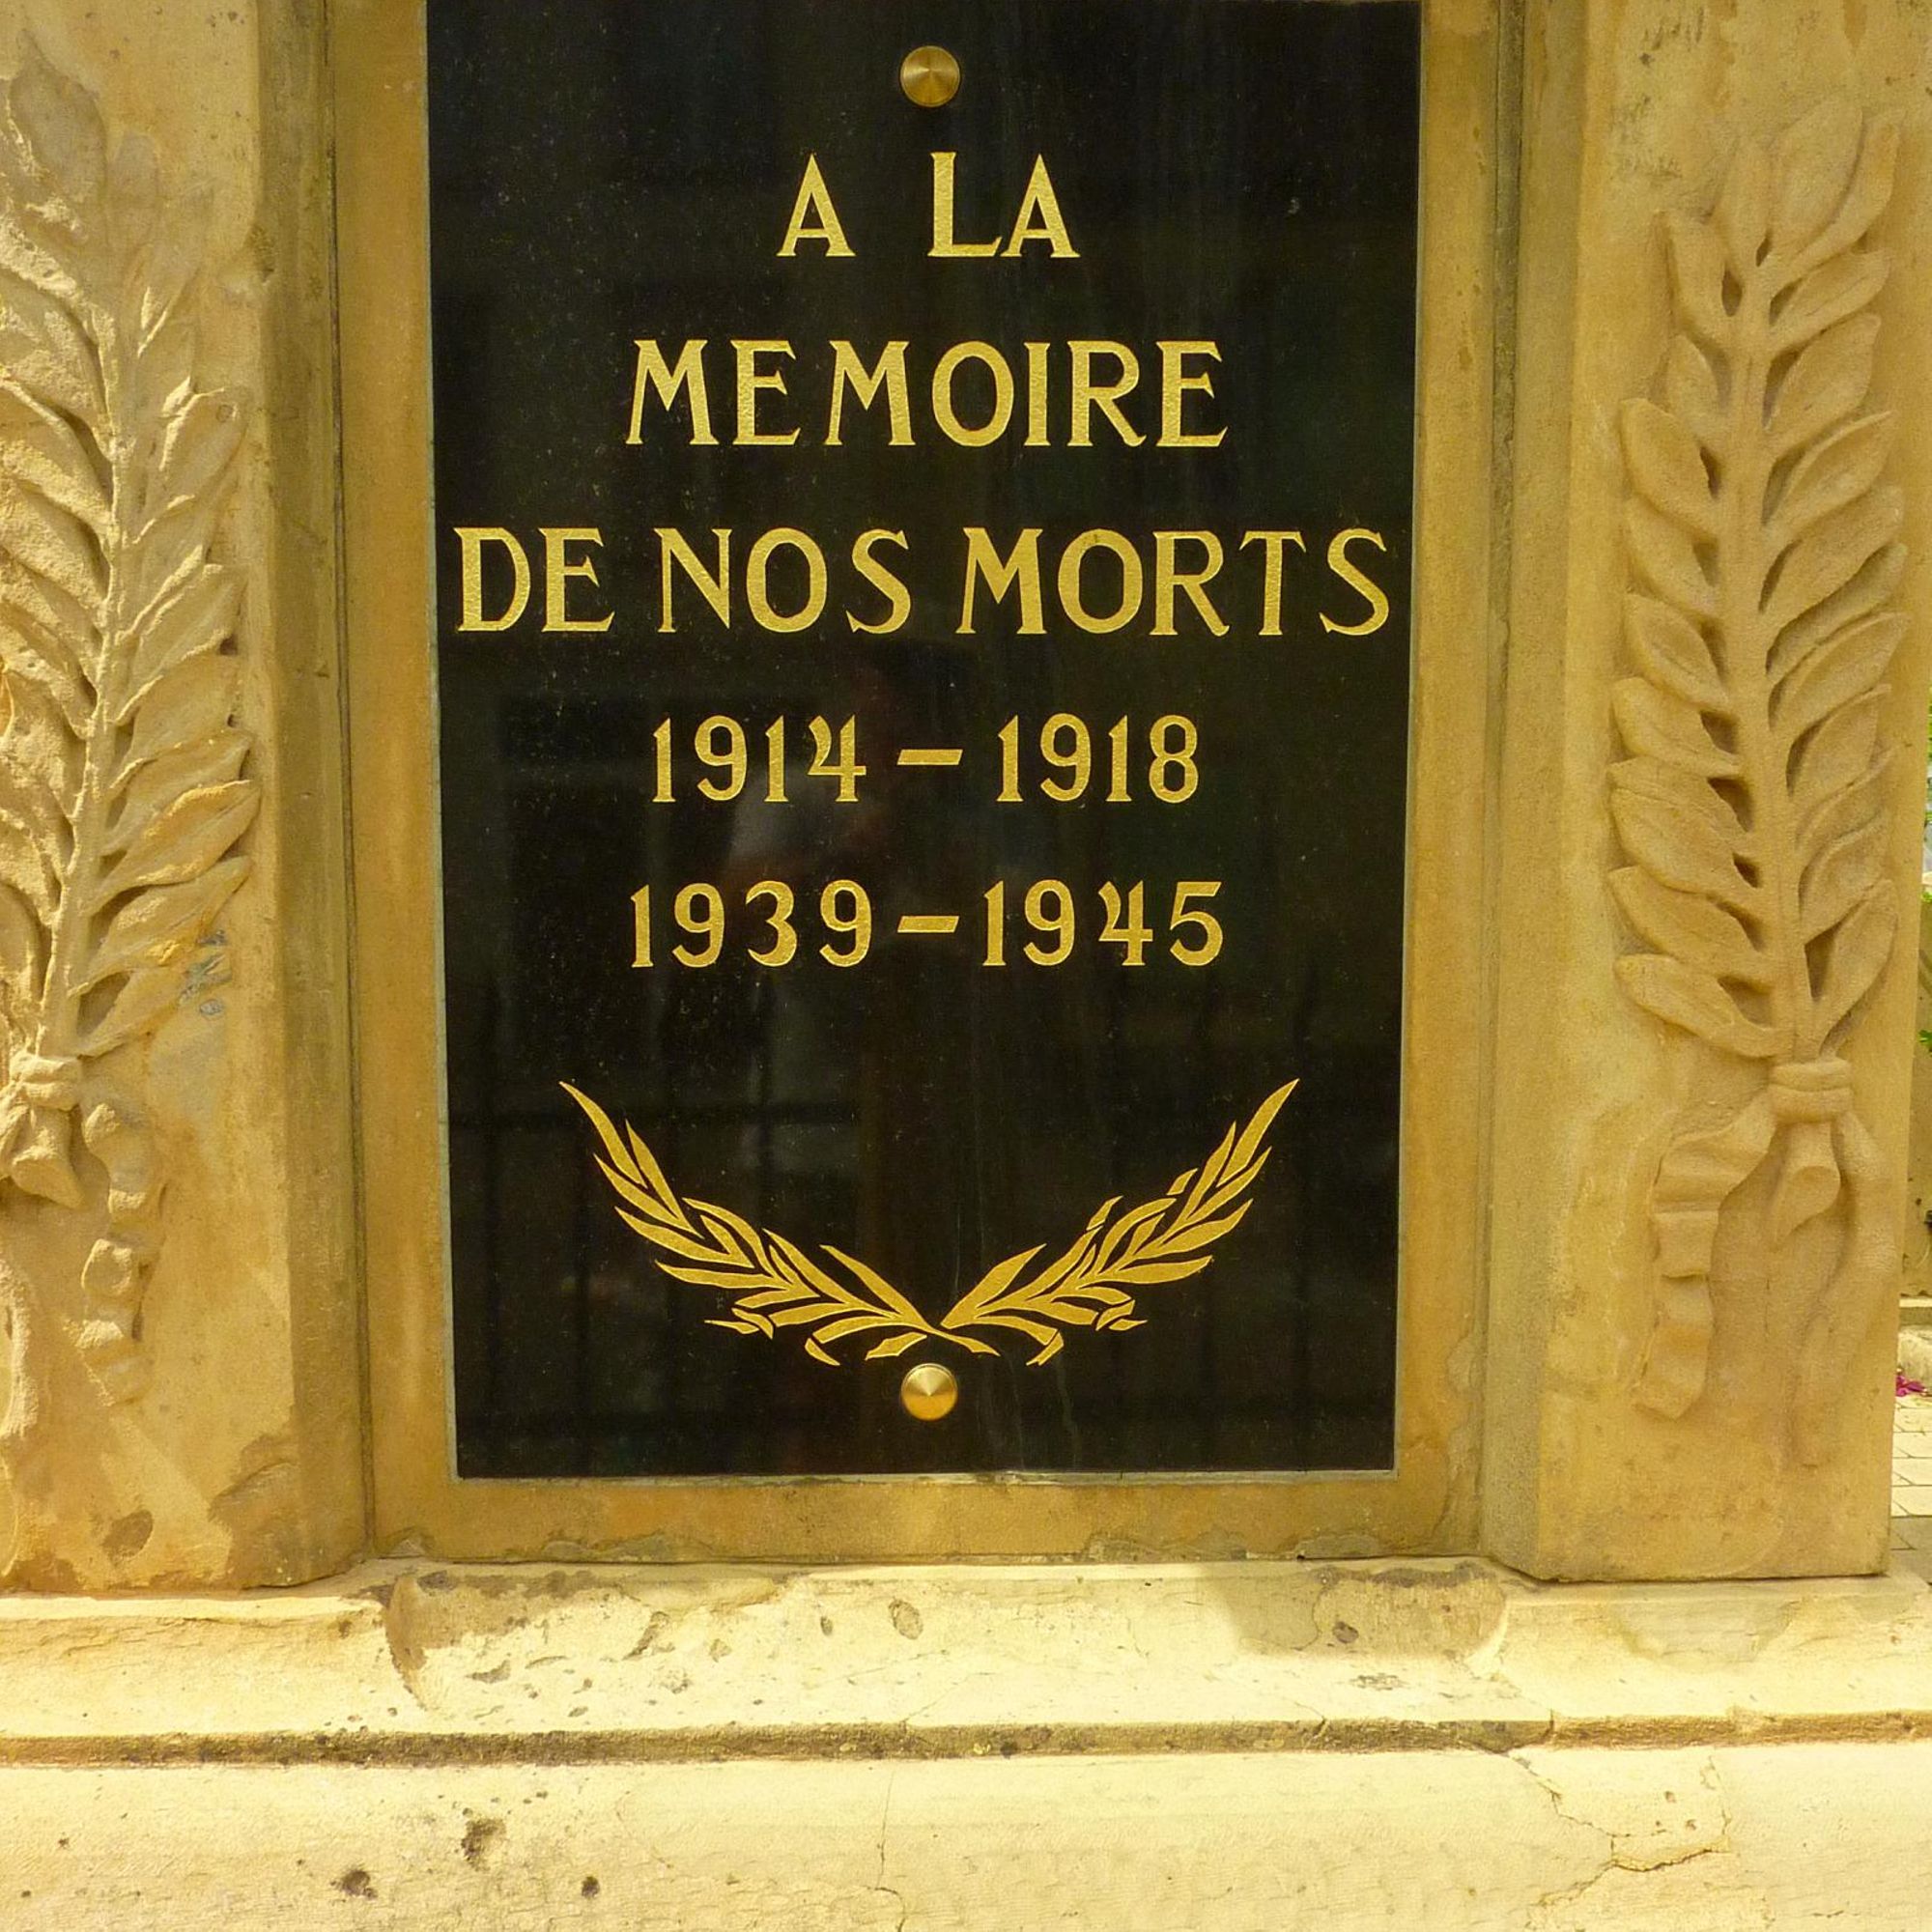 A LA
MEMOIRE
DE NOS MORTS
1914 - 1918
1939 - 1945